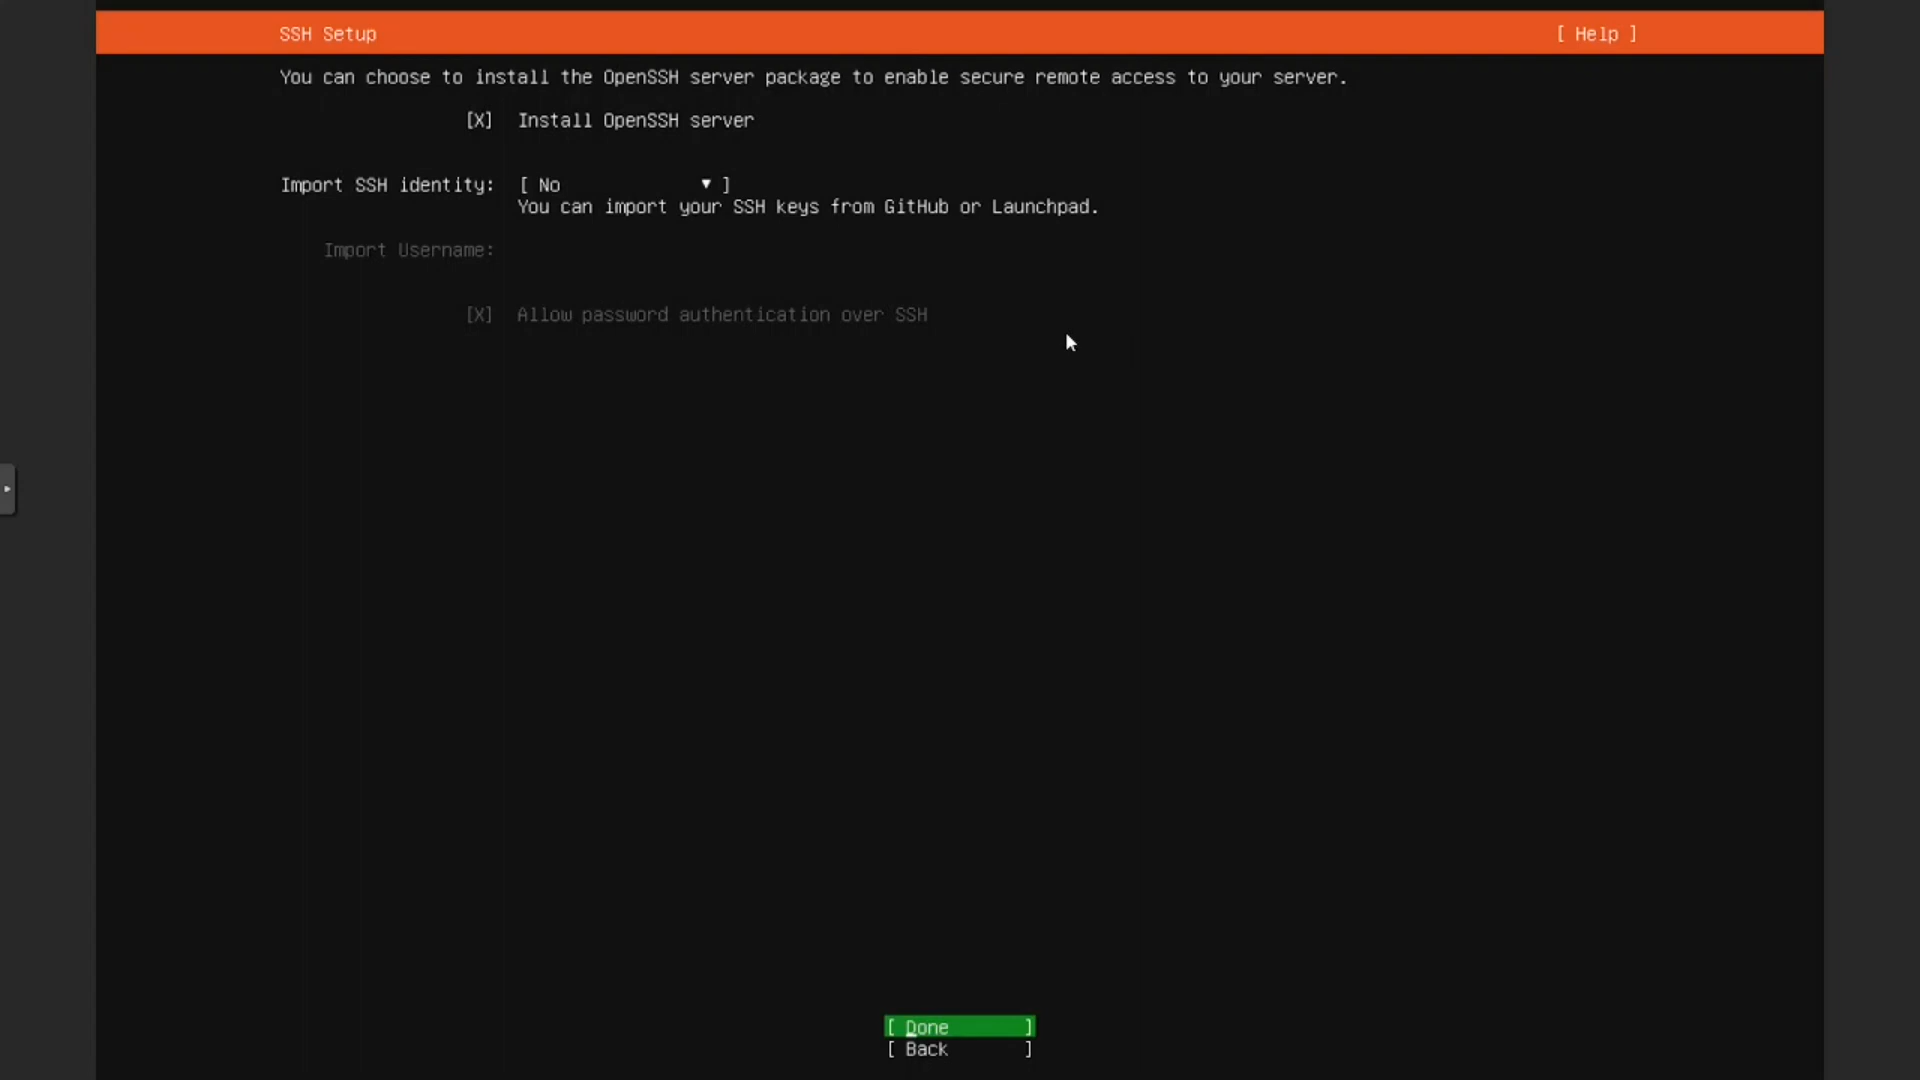 SSH Setup [ Help ]
You can choose to install the OpenSSH server package to enable secure remote access to your server.
[X] Install OpenSSH server
Import SSH identity: [ No ▼ ]
You can import your SSH keys from GitHub or Launchpad.
Import Username:
[X] Allow password authentication over SSH
[ Done ]
[ Back ]